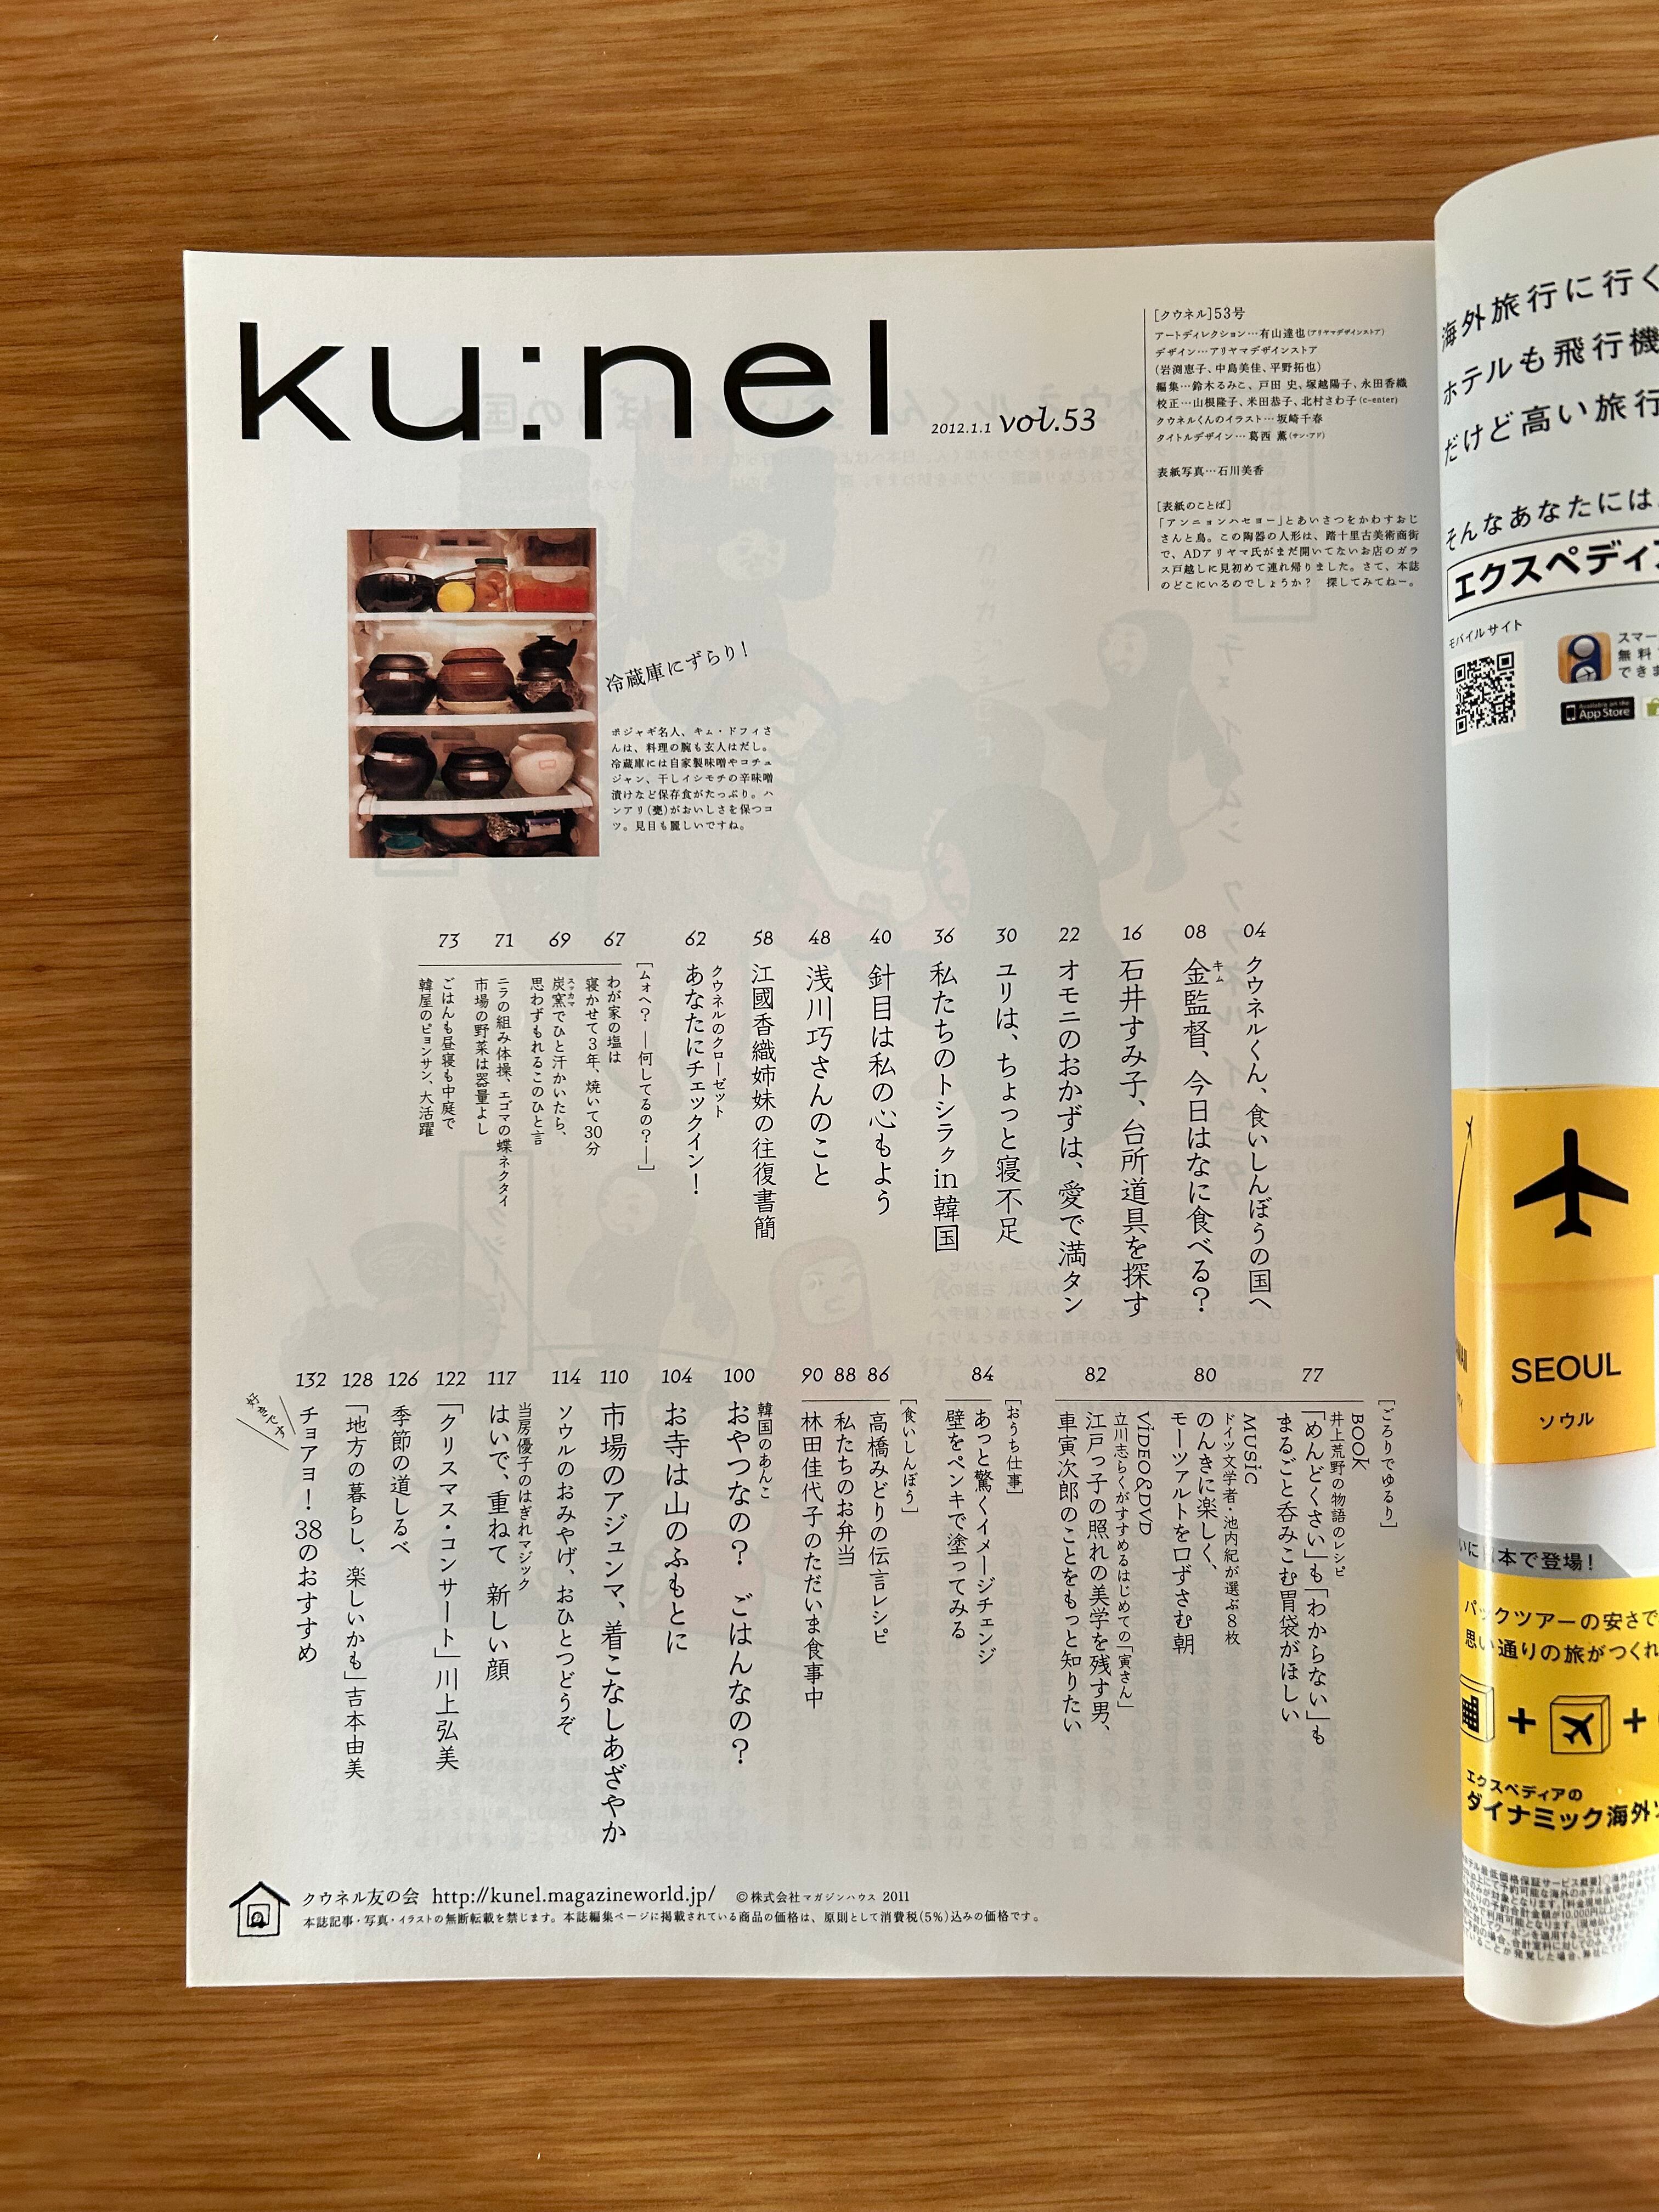 ku:nel
2012.1.1 vol.53
[クウネル]53号
アートディレクション…有山達也(アリヤマデザインストア)
デザイン…アリヤマデザインストア
(岩渕恵子、中島美佳、平野拓也)
編集…鈴木るみこ、戸田 史、塚越陽子、永田香織
校正…山根隆子、米田恭子、北村さわ子(c-enter)
クウネルくんのイラスト…坂崎千春
タイトルデザイン…葛西 薫(サン・アド)
表紙写真…石川美香
[表紙のことば]
「アンニョンハセヨー」とあいさつをかわすおじ
さんと鳥。この陶器の人形は、踏十里古美術商街
で、ADアリヤマ氏がまだ開いてないお店のガラ
ス戸越しに見初めて連れ帰りました。さて、本誌
のどこにいるのでしょうか？ 探してみてねー。
冷蔵庫にずらり！
ポジャギ名人、キム・ドフィさ
んは、料理の腕も玄人はだし。
冷蔵庫には自家製味噌やコチュ
ジャン、干しイシモチの辛味噌
漬けなど保存食がたっぷり。ハ
ンアリ(甕)がおいしさを保つコ
ツ。見目も麗しいですね。
04 クウネルくん、食いしんぼうの国へ
08 金監督、今日はなに食べる？
キム
16 石井すみ子、台所道具を探す
22 オモニのおかずは、愛で満タン
30 ユリは、ちょっと寝不足
36 私たちのトシラクin韓国
40 針目は私の心もよう
48 浅川巧さんのこと
58 江國香織姉妹の往復書簡
クウネルのクローゼット
62 あなたにチェックイン！
[ムォへ？ ―何してるの？―]
67 わが家の塩は
寝かせて3年、焼いて30分
69 炭窯でひと汗かいたら、
スッカマ
思わずもれるこのひと言
71 ニラの組み体操、エゴマの蝶ネクタイ
市場の野菜は器量よし
73 ごはんも昼寝も中庭で
韓屋のピョンサン、大活躍
[ごろりでゆるり]
77 BOOK
井上荒野の物語のレシピ
「めんどくさい」も「わからない」も
まるごと呑みこむ胃袋がほしい
80 MUSiC
ドイツ文学者・池内紀が選ぶ8枚
のんきに楽しく、
モーツァルトを口ずさむ朝
82 ViDEO&DVD
立川志らくがすすめるはじめての「寅さん」
江戸っ子の照れの美学を残す男、
車寅次郎のことをもっと知りたい
[おうち仕事]
84 あっと驚くイメージチェンジ
壁をペンキで塗ってみる
[食いしんぼう]
86 高橋みどりの伝言レシピ
88 私たちのお弁当
90 林田佳代子のただいま食事中
韓国のあんこ
100 おやつなの？ ごはんなの？
104 お寺は山のふもとに
110 市場のアジュンマ、着こなしあざやか
114 ソウルのおみやげ、おひとつどうぞ
当房優子のはぎれマジック
117 はいで、重ねて 新しい顔
122 「クリスマス・コンサート」川上弘美
126 季節の道しるべ
128 「地方の暮らし、楽しいかも」吉本由美
132 チョアヨ！38のおすすめ
好きです
クウネル友の会 http://kunel.magazineworld.jp/ ©株式会社マガジンハウス 2011
本誌記事・写真・イラストの無断転載を禁じます。本誌編集ページに掲載されている商品の価格は、原則として消費税(5%)込みの価格です。
海外旅行に行く
ホテルも飛行機
だけど高い旅行
そんなあなたには
エクスペディア
モバイルサイト
スマー
無料
できま
Available on the
App Store
SEOUL
ソウル
本で登場！
パックツアーの安さで
思い通りの旅がつくれ
+
+
エクスペディアの
ダイナミック海外